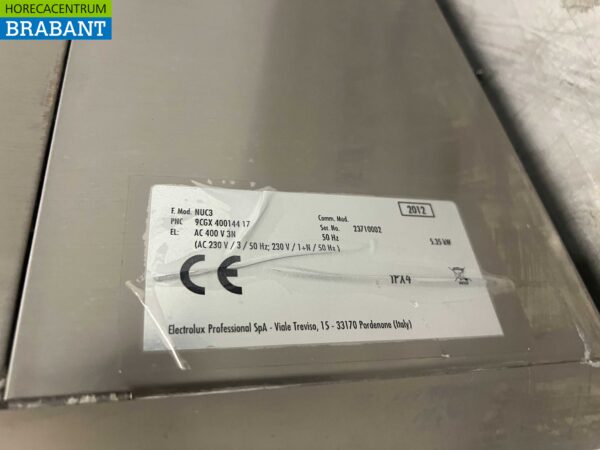 HORECACENTRUM
BRABANT
F. Mod. NUC3 Comm. Mod. 2012
PNC 9CGX 400144 17 Ser. No. 23710002
EL: AC 400 V 3N 50 Hz 5.35 kW
(AC 230 V / 3 / 50 Hz; 230 V / 1+N / 50 Hz)
CE
Electrolux Professional SpA - Viale Treviso, 15 - 33170 Pordenone (Italy)